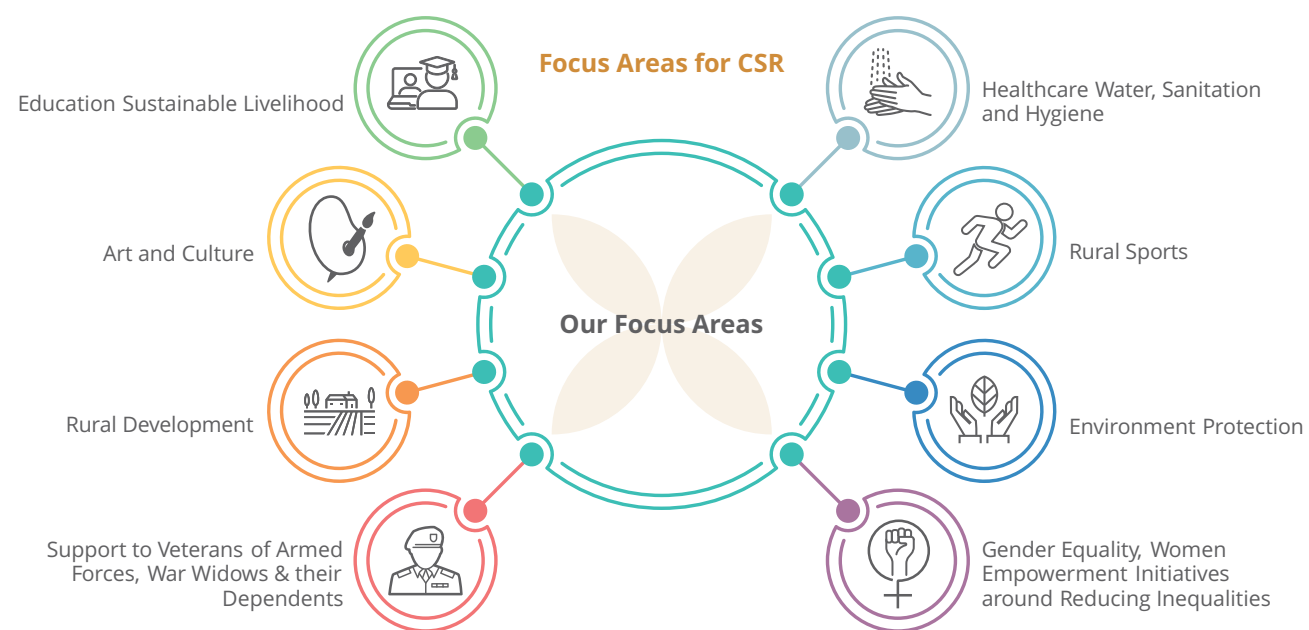 Focus Areas for CSR
Education Sustainable Livelihood
Healthcare Water, Sanitation
and Hygiene
Art and Culture
Rural Sports
Our Focus Areas
Rural Development
Environment Protection
Support to Veterans of Armed
Forces, War Widows & their
Dependents
Gender Equality, Women
Empowerment Initiatives
around Reducing Inequalities